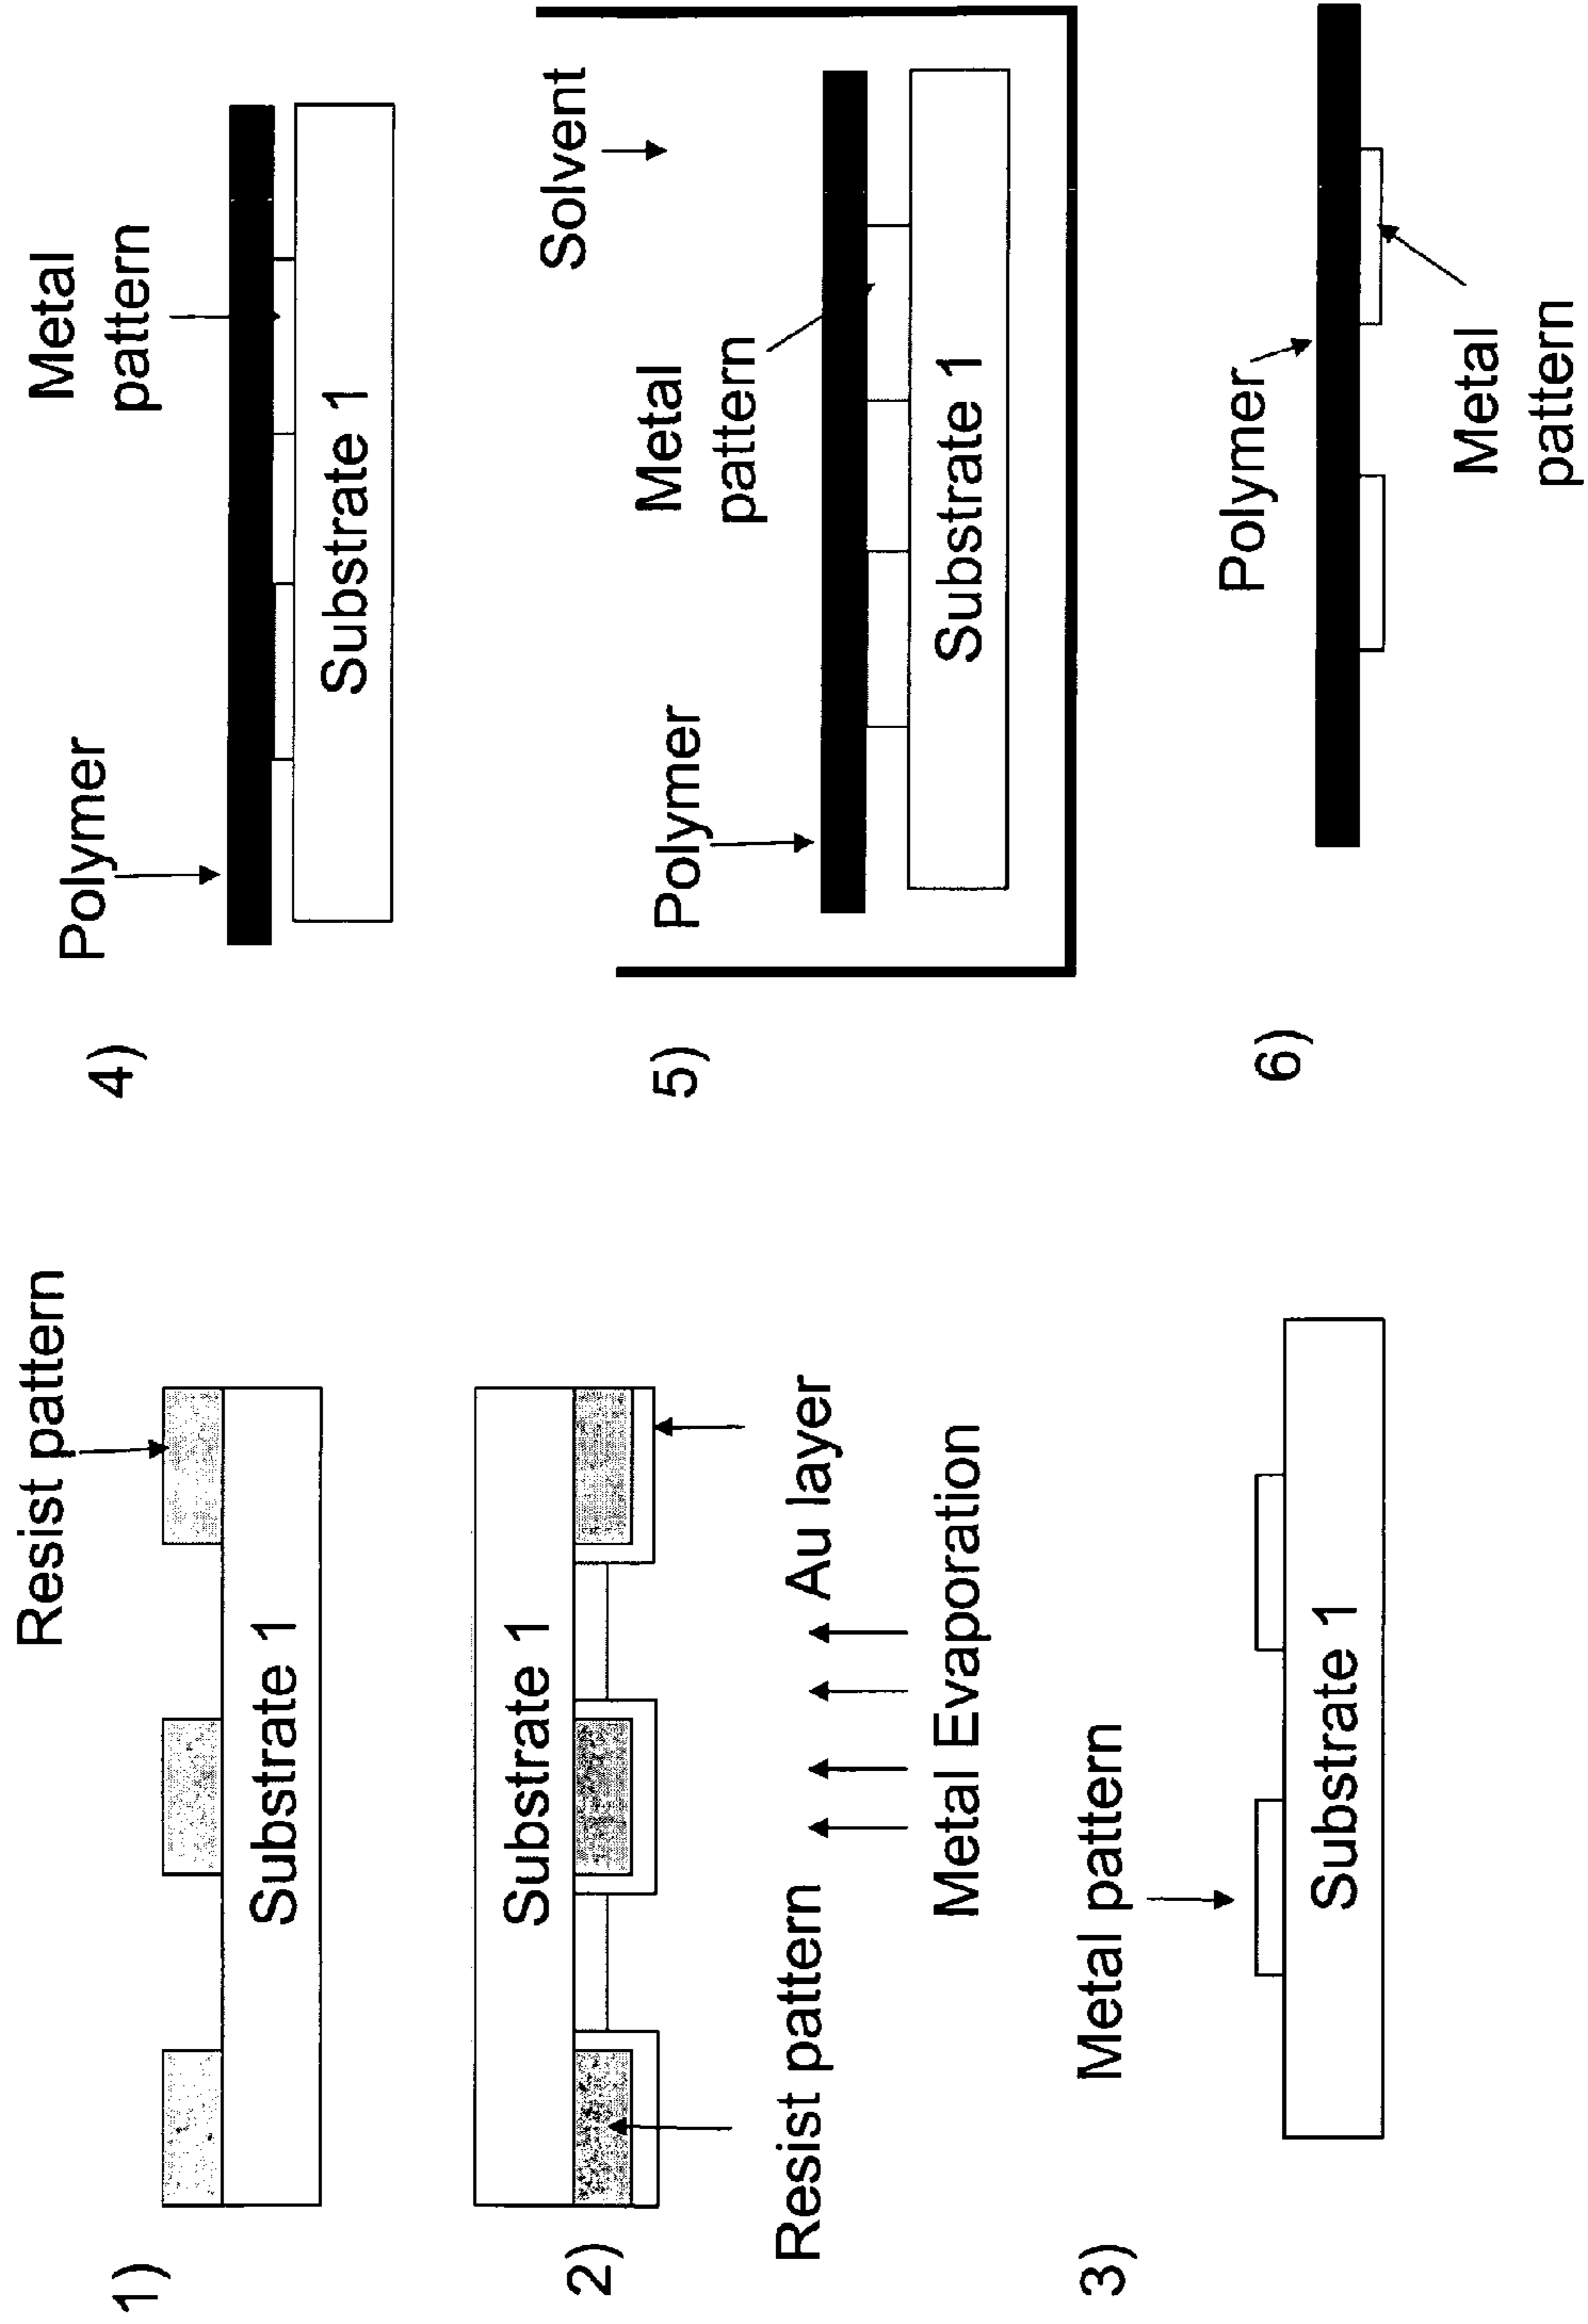 1)
Resist pattern
Substrate 1
2)
Substrate 1
Resist pattern
Au layer
Metal Evaporation
3)
Metal pattern
Substrate 1
4)
Polymer
Metal
pattern
Substrate 1
5)
Solvent
Polymer
Metal
pattern
Substrate 1
6)
Polymer
Metal
pattern